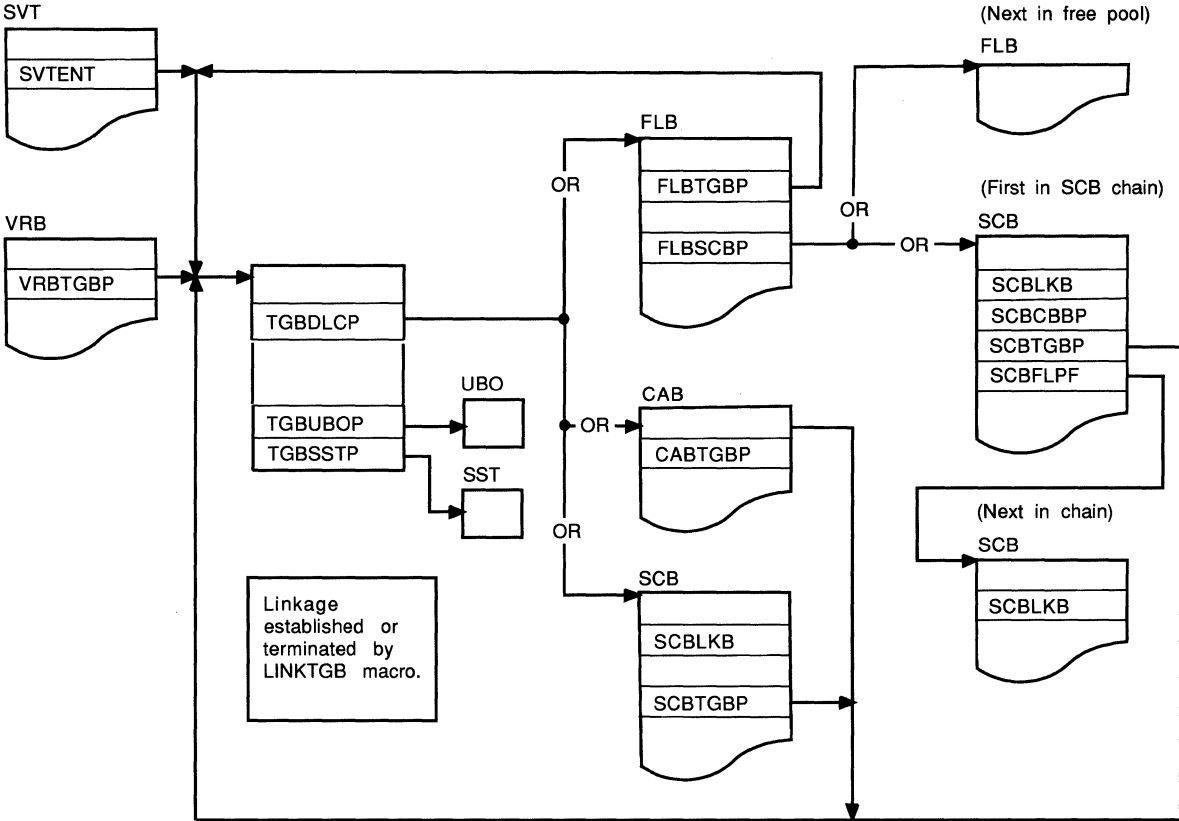 SVT
SVTENT
VRB
VRBTGBP
TGBDLCP
TGBUBOP
TGBSSTP
UBO
SST
Linkage
established or
terminated by
LINKTGB macro.
OR
FLB
FLBTGBP
FLBSCBP
OR
CAB
CABTGBP
OR
SCB
SCBLKB
SCBTGBP
OR
(Next in free pool)
FLB
OR
(First in SCB chain)
SCB
SCBLKB
SCBCBBP
SCBTGBP
SCBFLPF
(Next in chain)
SCB
SCBLKB